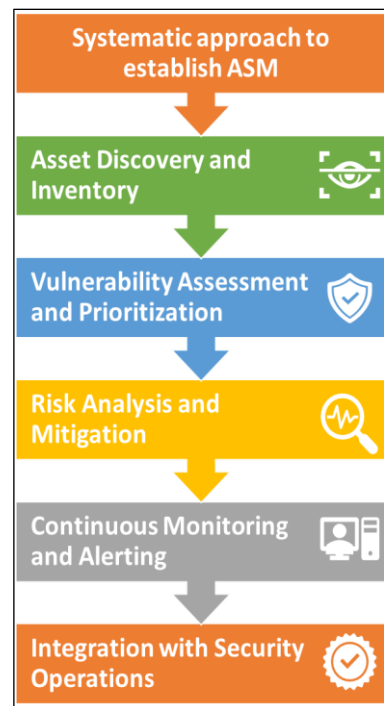 Systematic approach to
establish ASM
Asset Discovery and
Inventory
Vulnerability Assessment
and Prioritization
Risk Analysis and
Mitigation
Continuous Monitoring
and Alerting
Integration with Security
Operations